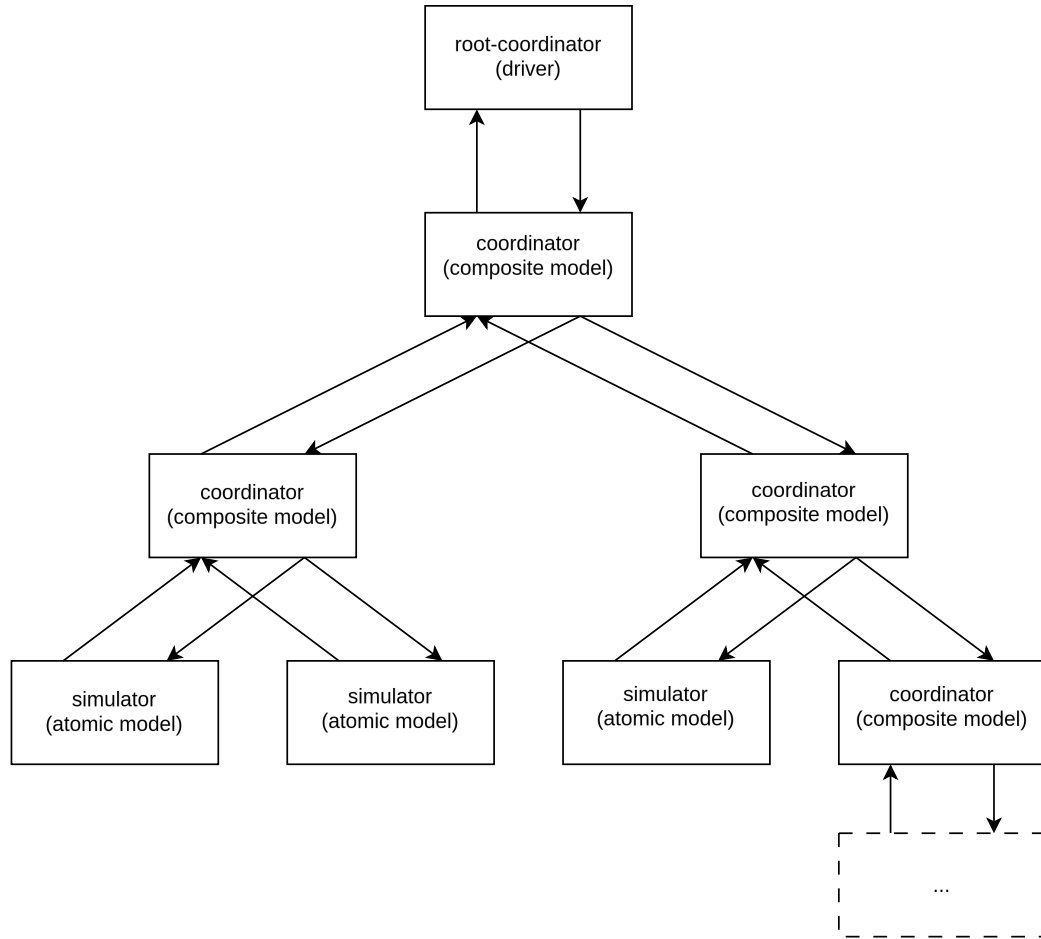 root-coordinator
(driver)
coordinator
(composite model)
coordinator
(composite model)
coordinator
(composite model)
simulator
(atomic model)
simulator
(atomic model)
simulator
(atomic model)
coordinator
(composite model)
...